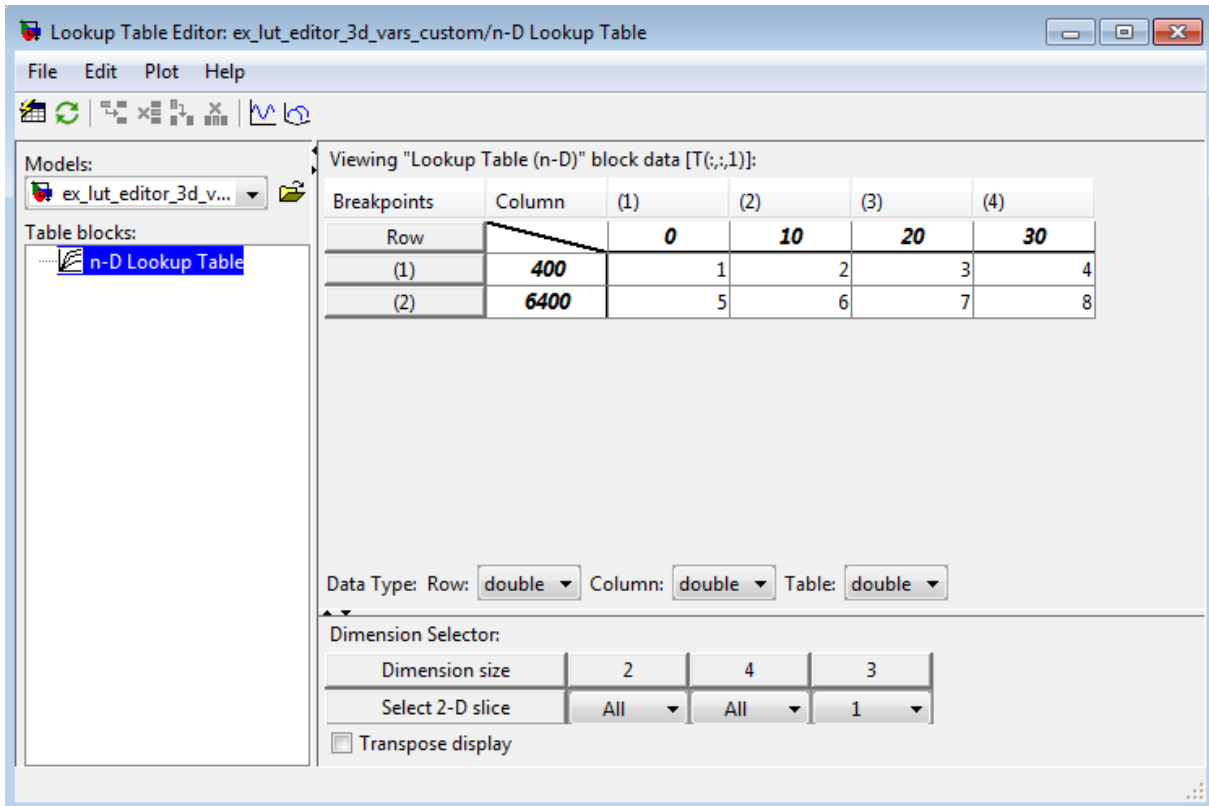 Lookup Table Editor: ex_lut_editor_3d_vars_custom/n-D Lookup Table
File Edit Plot Help
Models:
ex_lut_editor_3d_v...
Table blocks:
n-D Lookup Table
Viewing "Lookup Table (n-D)" block data [T(:,:,1)]:
Breakpoints Column (1) (2) (3) (4)
Row 0 10 20 30
(1) 400 1 2 3 4
(2) 6400 5 6 7 8
Data Type: Row: double Column: double Table: double
Dimension Selector:
Dimension size 2 4 3
Select 2-D slice All All 1
Transpose display